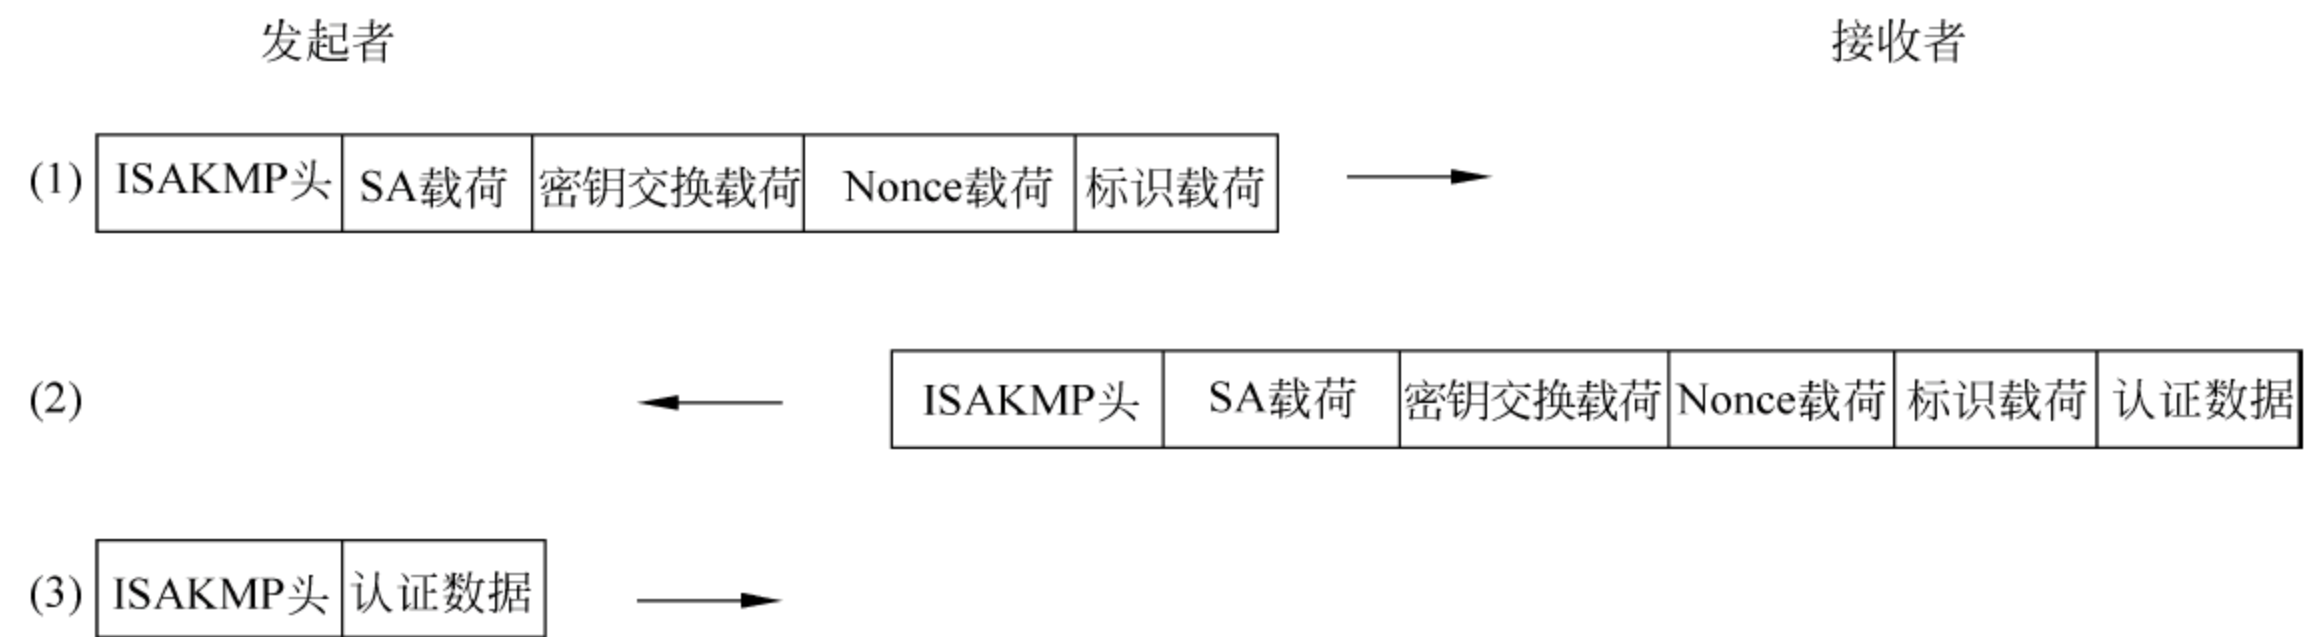 发起者 接收者
(1) ISAKMP头 SA载荷 密钥交换载荷 Nonce载荷 标识载荷
(2) ISAKMP头 SA载荷 密钥交换载荷 Nonce载荷 标识载荷 认证数据
(3) ISAKMP头 认证数据